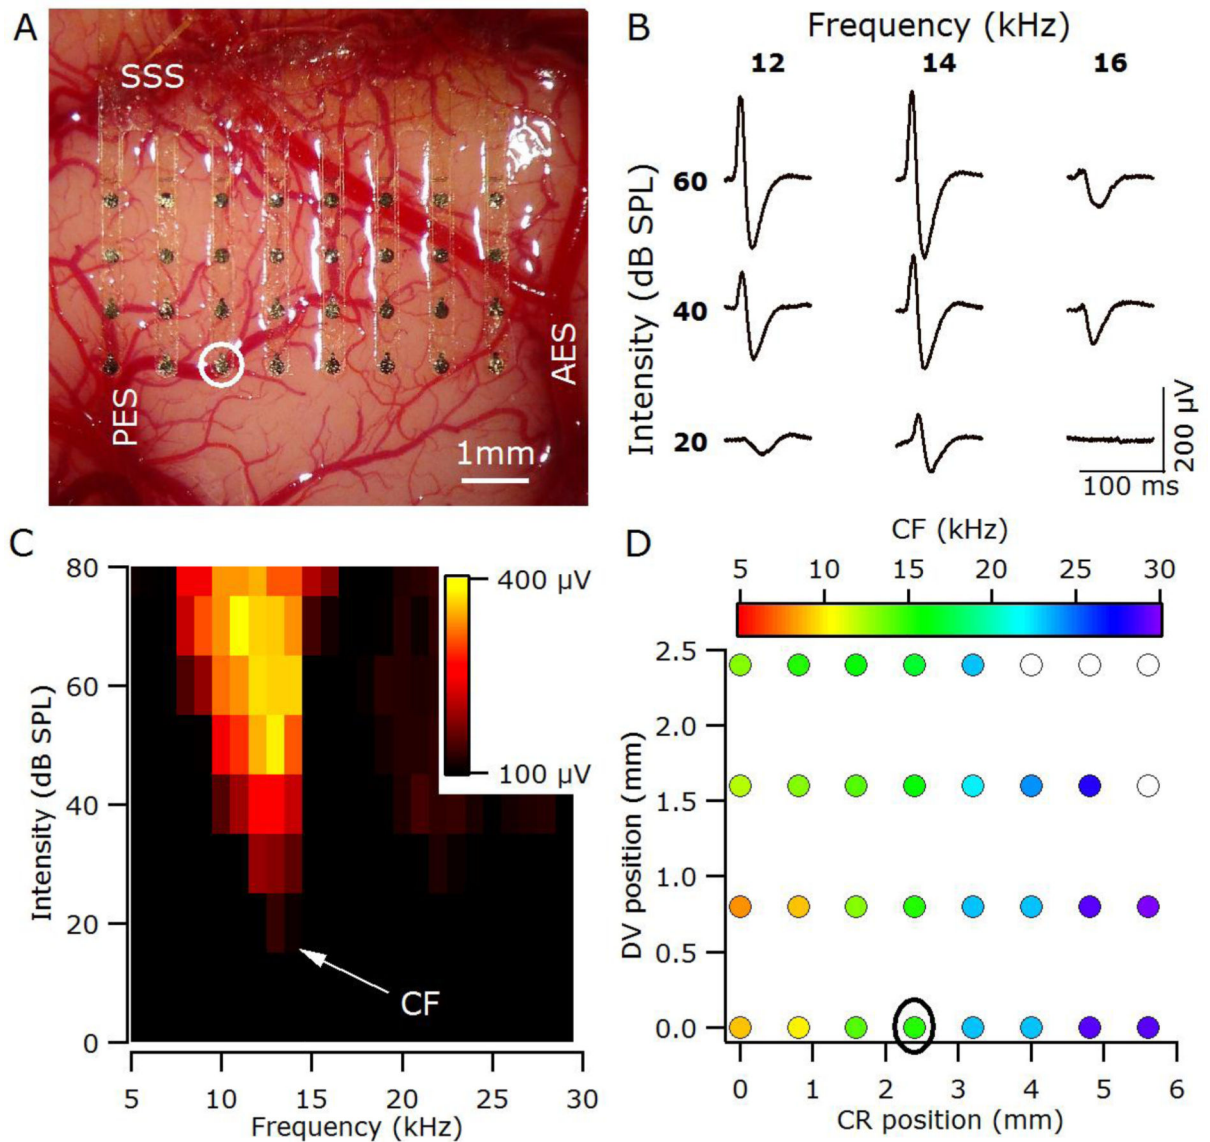 A
SSS
PES
AES
1mm
B
Frequency (kHz)
12 14 16
Intensity (dB SPL)
60
40
20
200 μV
100 ms
C
80
60
40
20
0
Intensity (dB SPL)
400 μV
100 μV
CF
5 10 15 20 25 30
Frequency (kHz)
D
CF (kHz)
5 10 15 20 25 30
2.5
2.0
1.5
1.0
0.5
0.0
DV position (mm)
0 1 2 3 4 5 6
CR position (mm)